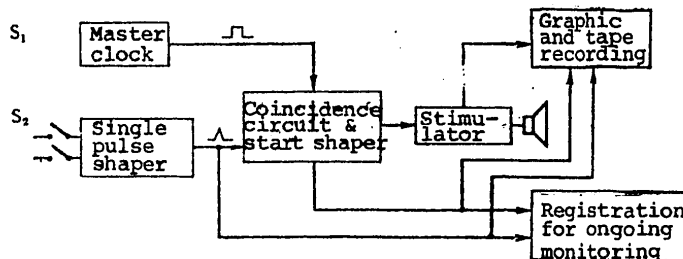 S₁
Master
clock
Graphic
and tape
recording
S₂
Single
pulse
shaper
Coincidence
circuit &
start shaper
Stimu-
lator
Registration
for ongoing
monitoring